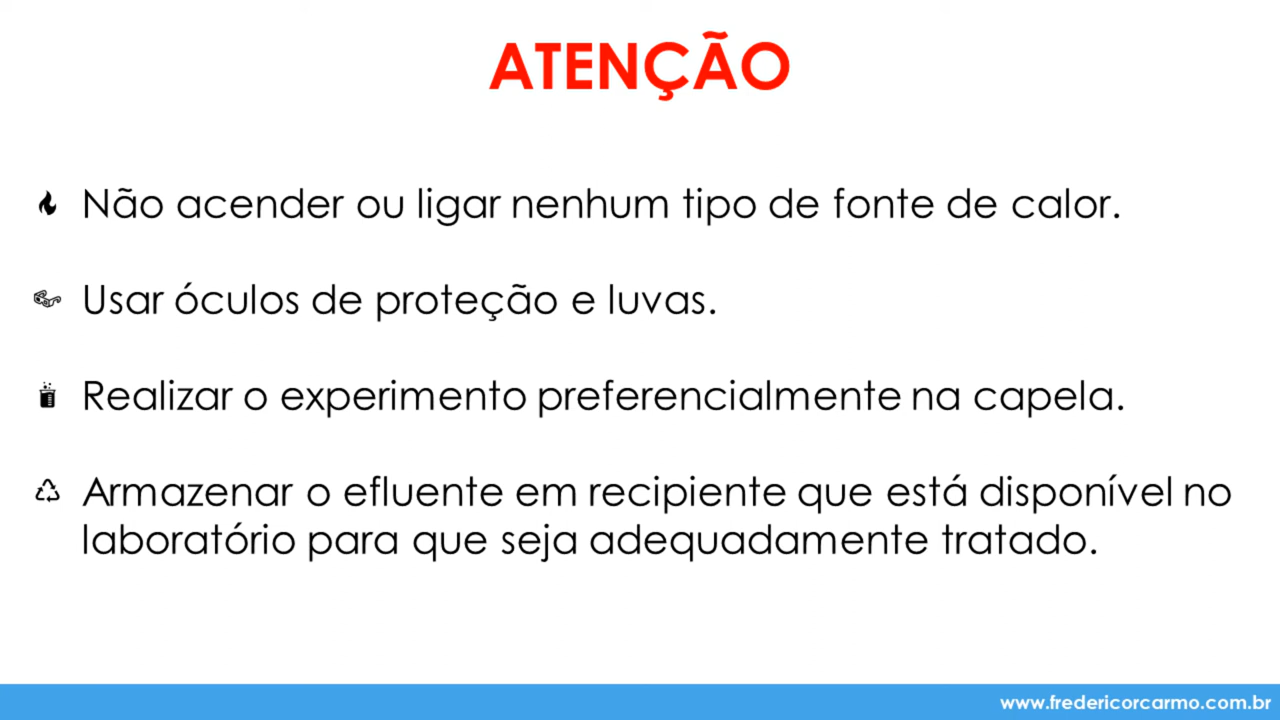 ATENÇÃO
Não acender ou ligar nenhum tipo de fonte de calor.
Usar óculos de proteção e luvas.
Realizar o experimento preferencialmente na capela.
Armazenar o efluente em recipiente que está disponível no
laboratório para que seja adequadamente tratado.
www.fredericorcarmo.com.br